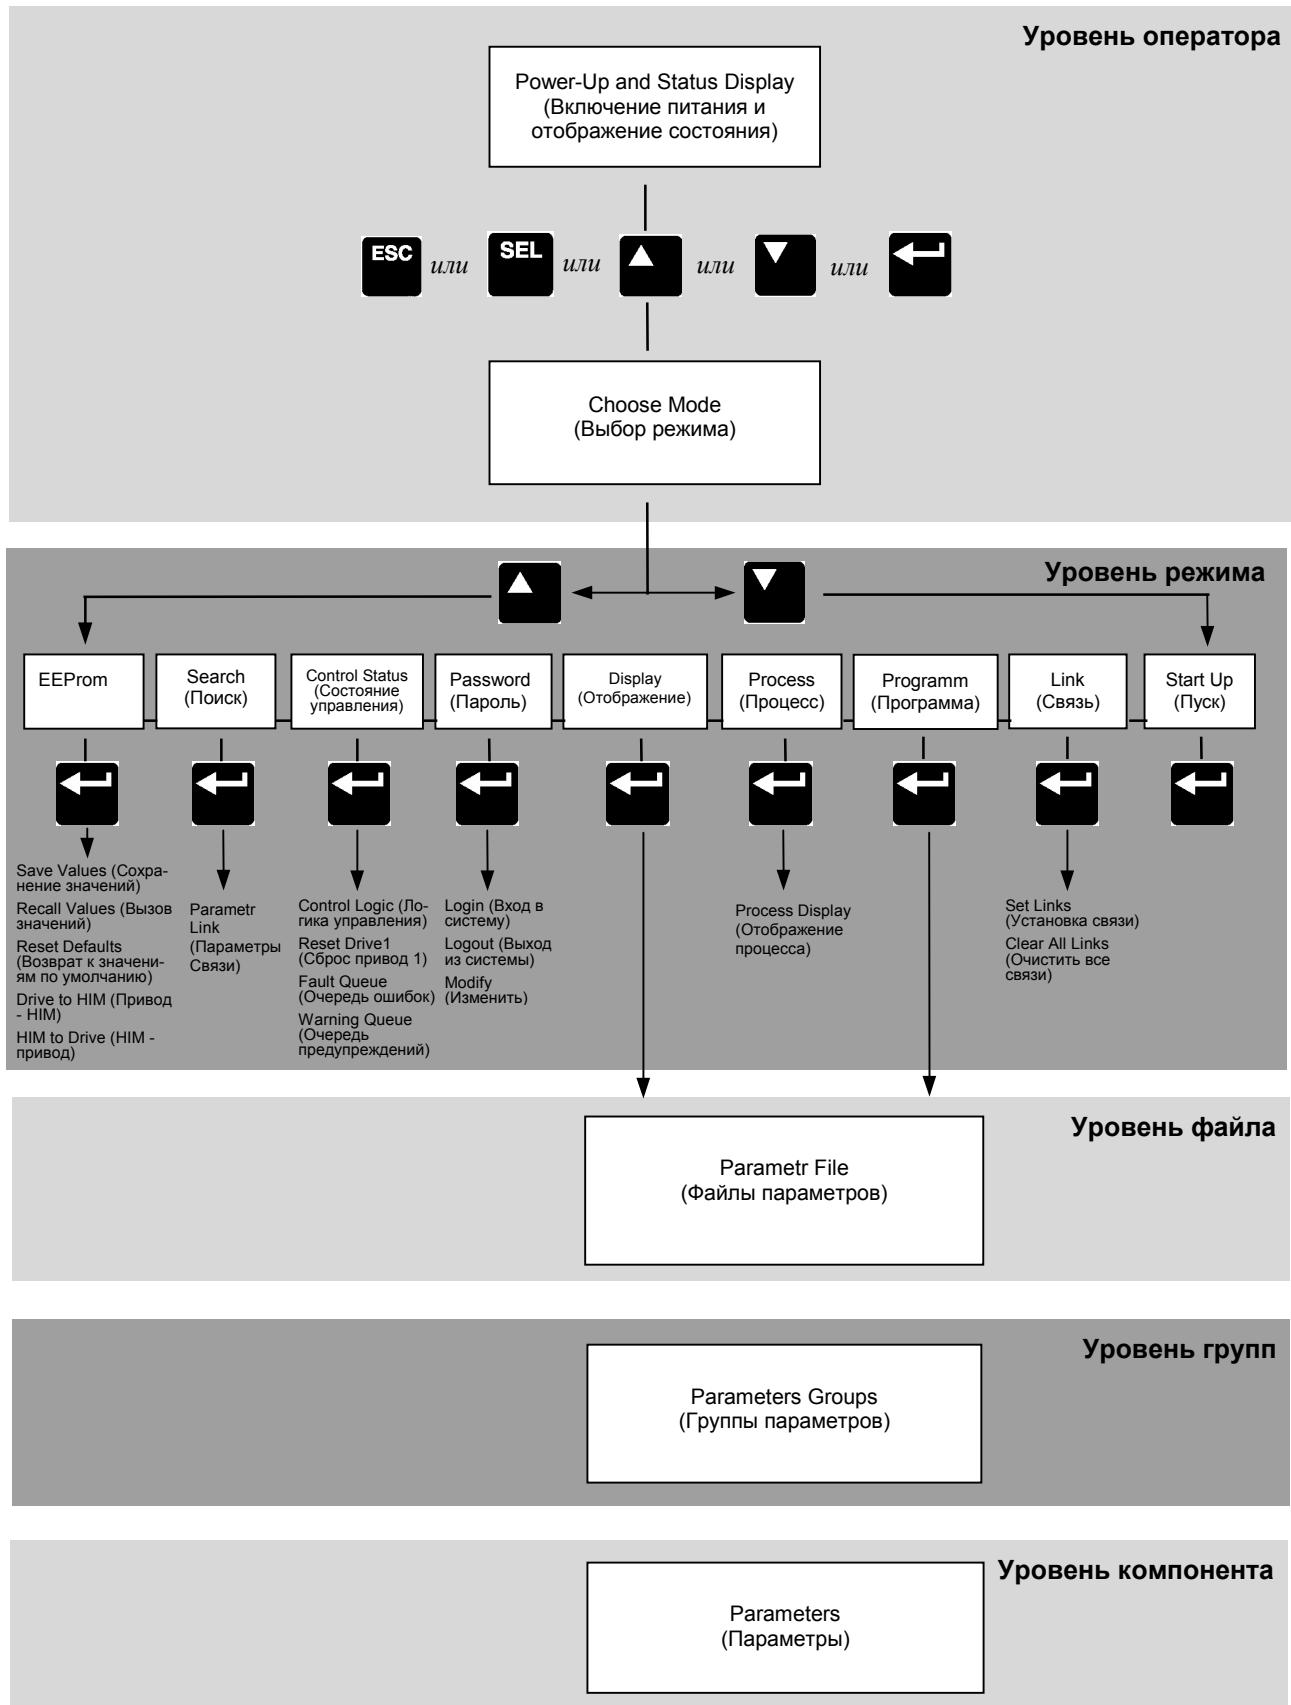 Уровень оператора
Power-Up and Status Display
(Включение питания и
отображение состояния)
ESC или SEL или или или
Choose Mode
(Выбор режима)
Уровень режима
EEProm
Search
(Поиск)
Control Status
(Состояние
управления)
Password
(Пароль)
Display
(Отображение)
Process
(Процесс)
Programm
(Программа)
Link
(Связь)
Start Up
(Пуск)
Save Values (Сохра-
нение значений)
Recall Values (Вызов
значений)
Reset Defaults
(Возврат к значени-
ям по умолчанию)
Drive to HIM (Привод
- HIM)
HIM to Drive (HIM -
привод)
Parametr
Link
(Параметры
Связи)
Control Logic (Ло-
гика управления)
Reset Drive1
(Сброс привод 1)
Fault Queue
(Очередь ошибок)
Warning Queue
(Очередь
предупреждений)
Login (Вход в
систему)
Logout (Выход
из системы)
Modify
(Изменить)
Process Display
(Отображение
процесса)
Set Links
(Установка связи)
Clear All Links
(Очистить все
связи)
Уровень файла
Parametr File
(Файлы параметров)
Уровень групп
Parameters Groups
(Группы параметров)
Уровень компонента
Parameters
(Параметры)